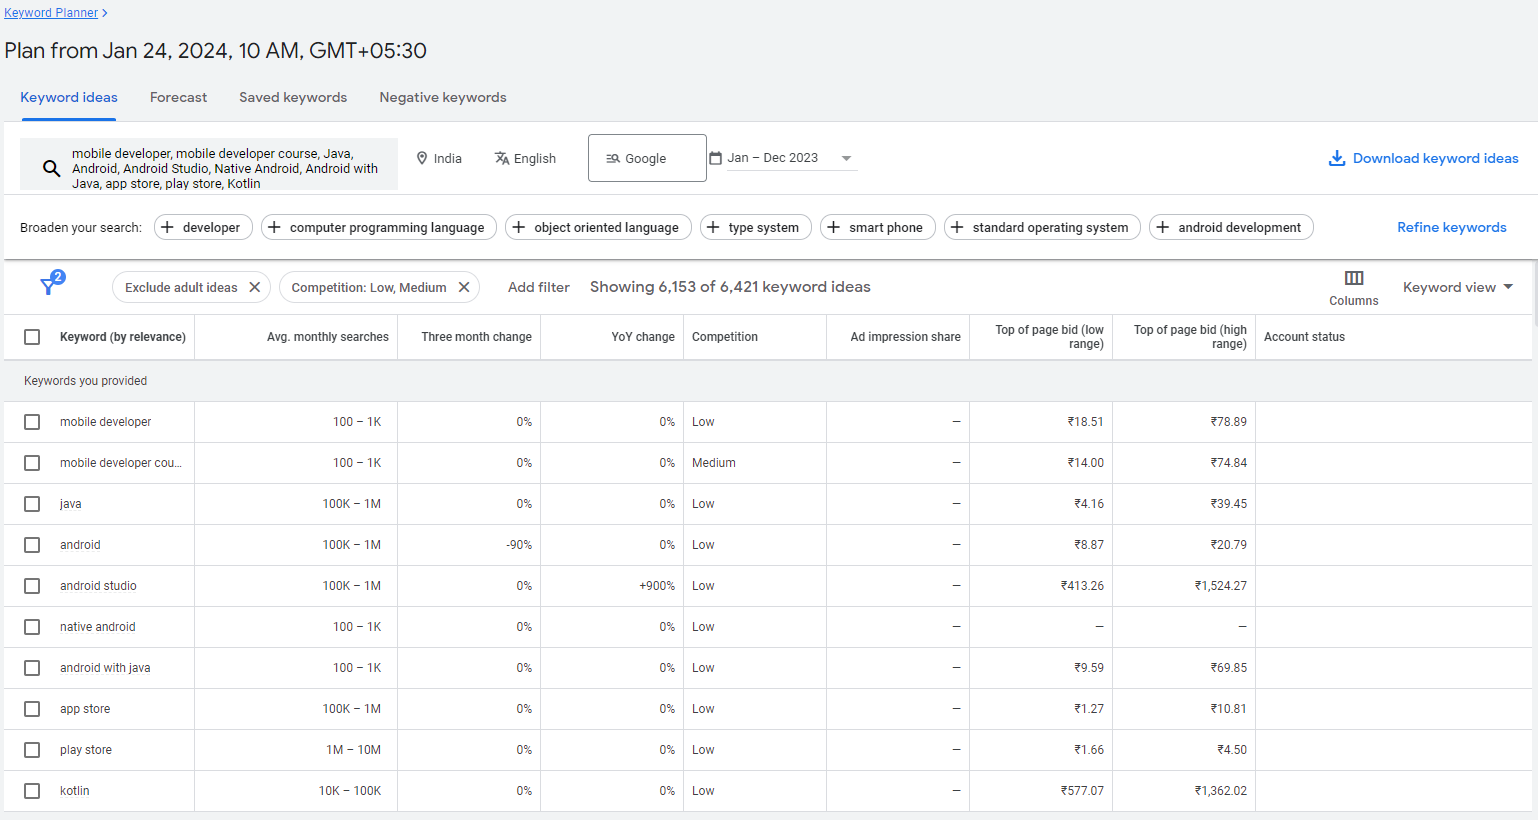 Keyword Planner
Plan from Jan 24, 2024, 10 AM, GMT+05:30
Keyword ideas Forecast Saved keywords Negative keywords
mobile developer, mobile developer course, Java,
Android, Android Studio, Native Android, Android with
Java, app store, play store, Kotlin
India English Google Jan – Dec 2023 Download keyword ideas
Broaden your search: developer computer programming language object oriented language type system smart phone standard operating system android development Refine keywords
2 Exclude adult ideas Competition: Low, Medium Add filter Showing 6,153 of 6,421 keyword ideas Columns Keyword view
Keyword (by relevance) Avg. monthly searches Three month change YoY change Competition Ad impression share Top of page bid (low range) Top of page bid (high range) Account status
Keywords you provided
mobile developer 100 – 1K 0% 0% Low — ₹18.51 ₹78.89
mobile developer cou... 100 – 1K 0% 0% Medium — ₹14.00 ₹74.84
java 100K – 1M 0% 0% Low — ₹4.16 ₹39.45
android 100K – 1M -90% 0% Low — ₹8.87 ₹20.79
android studio 100K – 1M 0% +900% Low — ₹413.26 ₹1,524.27
native android 100 – 1K 0% 0% Low — — —
android with java 100 – 1K 0% 0% Low — ₹9.59 ₹69.85
app store 100K – 1M 0% 0% Low — ₹1.27 ₹10.81
play store 1M – 10M 0% 0% Low — ₹1.66 ₹4.50
kotlin 10K – 100K 0% 0% Low — ₹577.07 ₹1,362.02